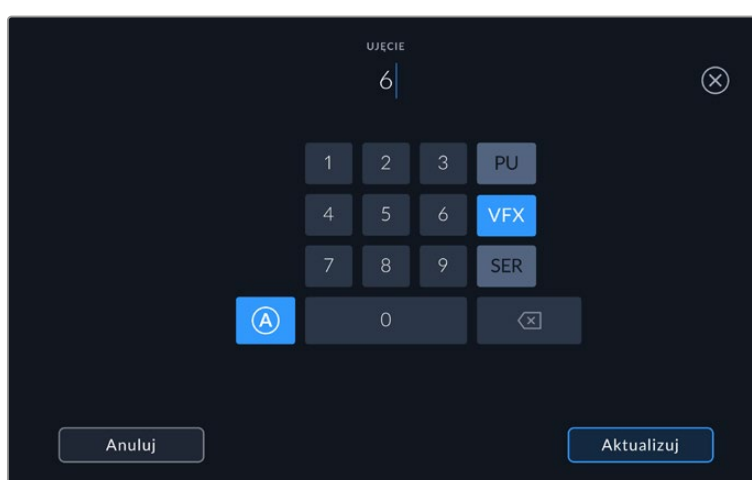 UJĘCIE
6
1 2 3 PU
4 5 6 VFX
7 8 9 SER
A 0
Anuluj Aktualizuj